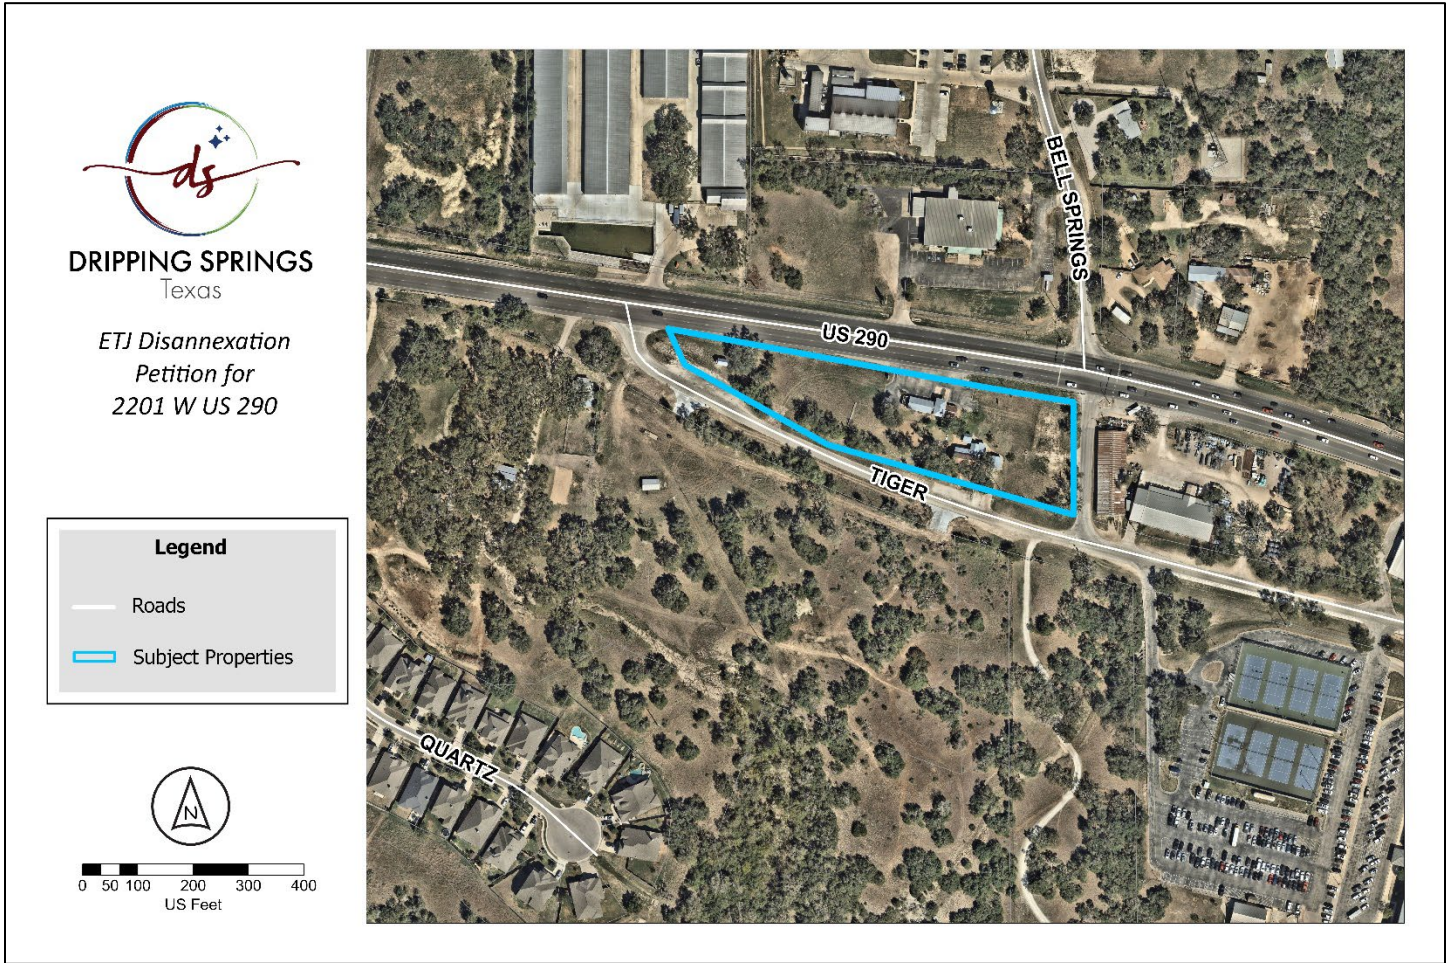 ds
DRIPPING SPRINGS
Texas
ETJ Disannexation
Petition for
2201 W US 290
Legend
Roads
Subject Properties
N
0 50 100 200 300 400
US Feet
BELL SPRINGS
US 290
TIGER
QUARTZ